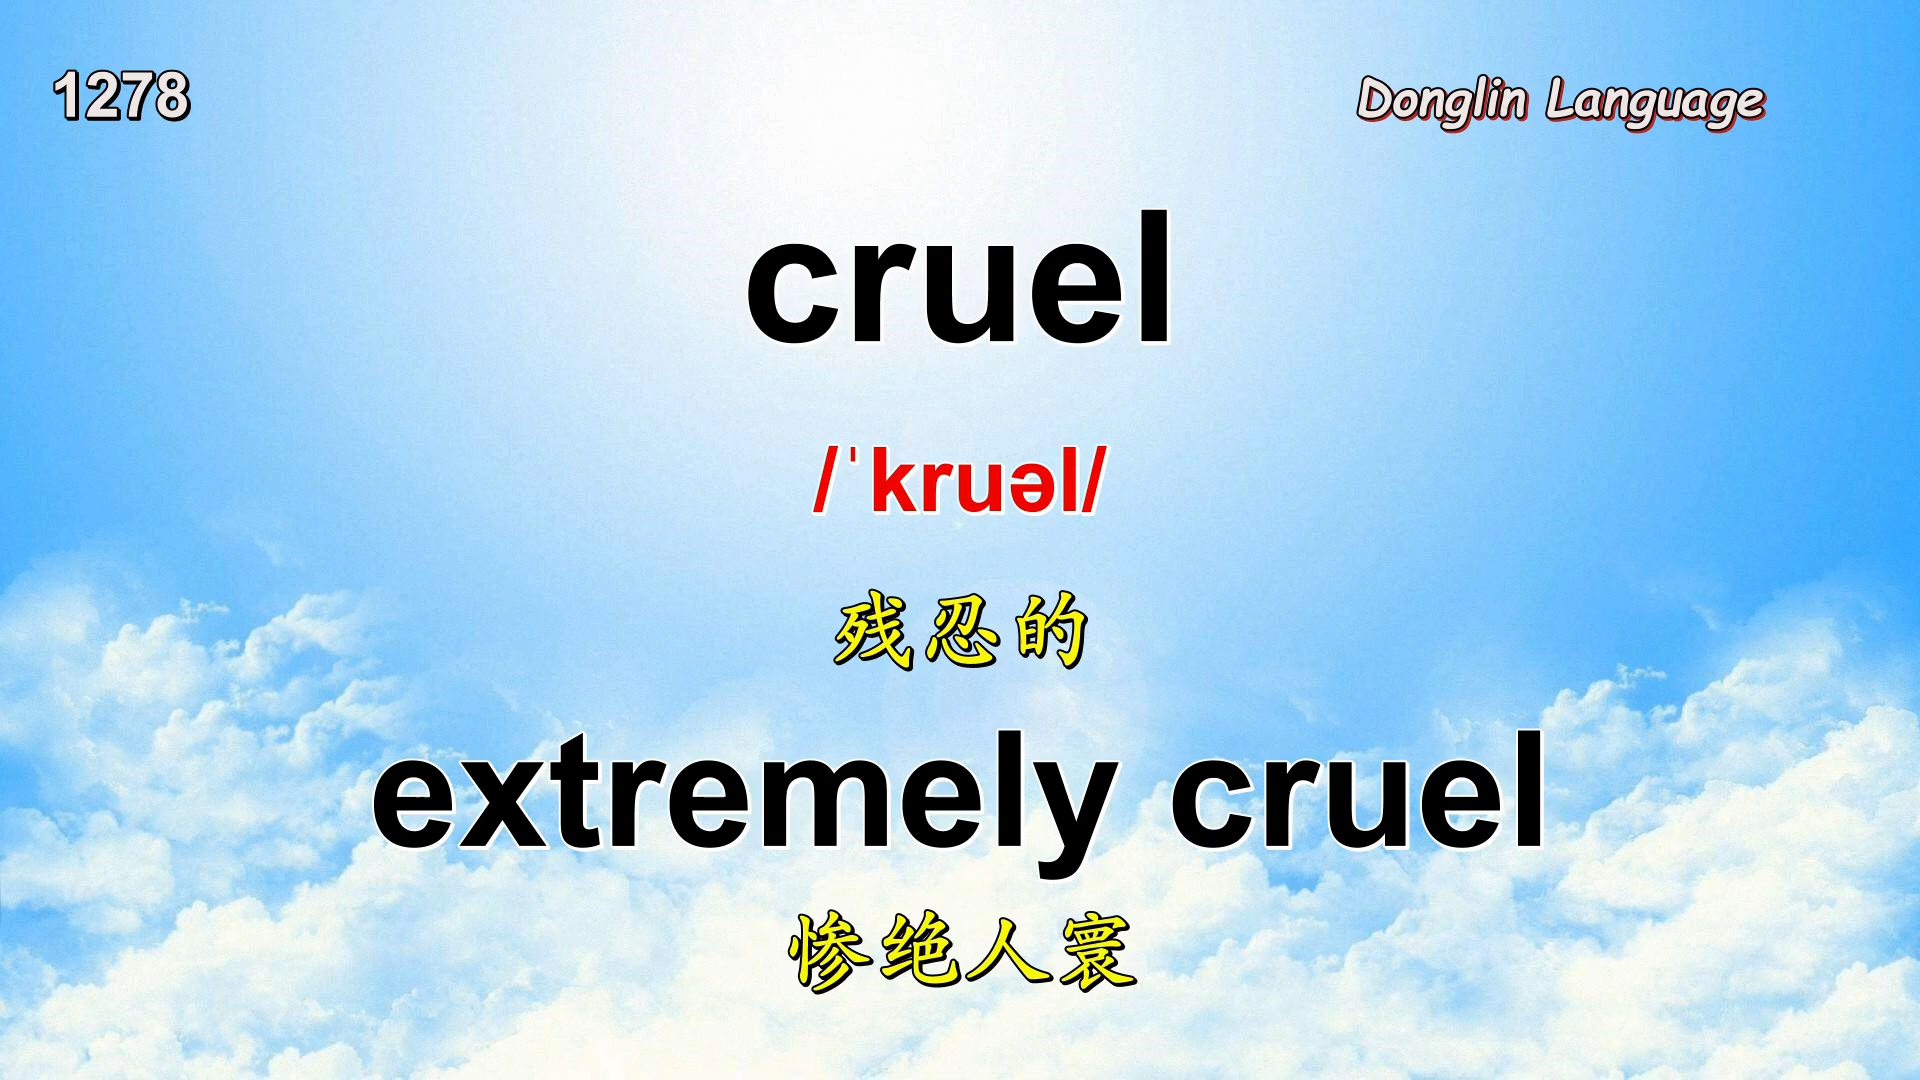 1278
Donglin Language
cruel
/ˈkruəl/
残忍的
extremely cruel
惨绝人寰